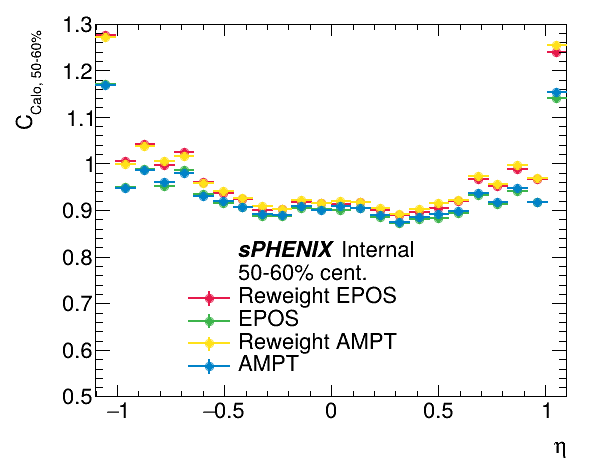 1.3
1.2
1.1
1
0.9
0.8
0.7
0.6
0.5
C Calo, 50-60%
sPHENIX Internal
50-60% cent.
Reweight EPOS
EPOS
Reweight AMPT
AMPT
−1 −0.5 0 0.5 1
η